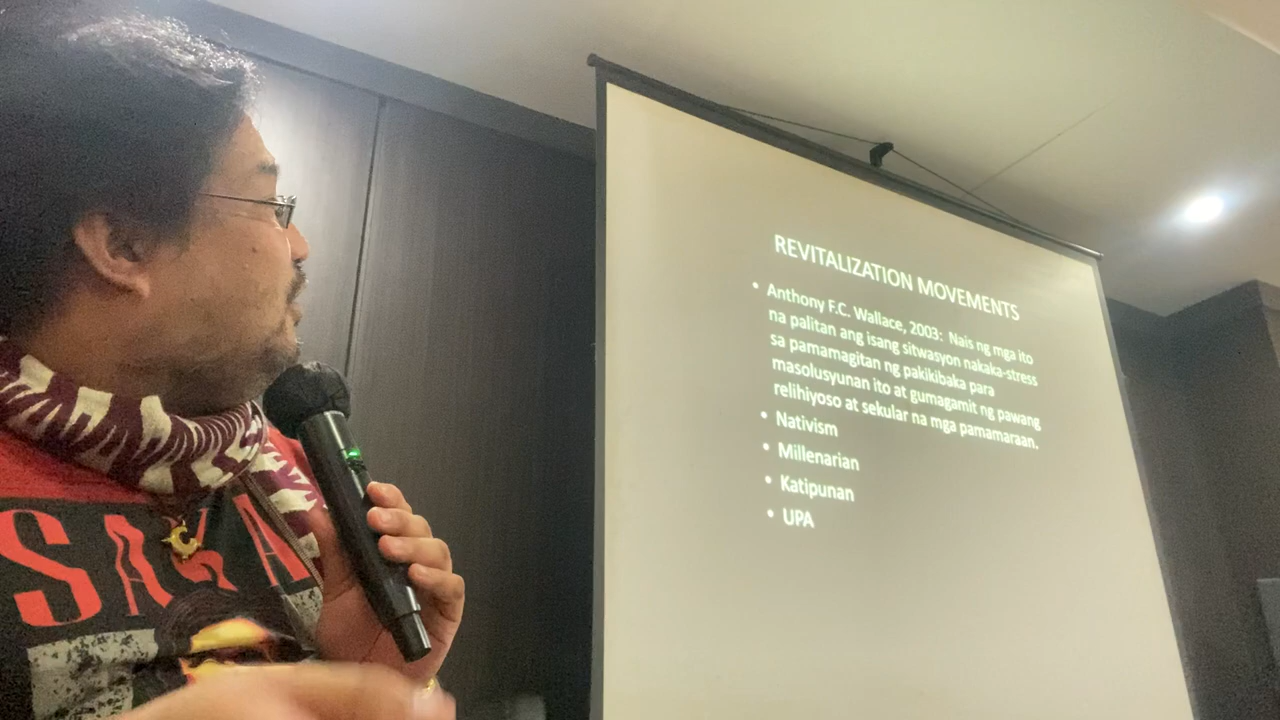 REVITALIZATION MOVEMENTS
• Anthony F.C. Wallace, 2003: Nais ng mga ito
na palitan ang isang sitwasyon nakaka-stress
sa pamamagitan ng pakikibaka para
masolusyunan ito at gumagamit ng pawang
relihiyoso at sekular na mga pamamaraan.
• Nativism
• Millenarian
• Katipunan
• UPA
SAKA